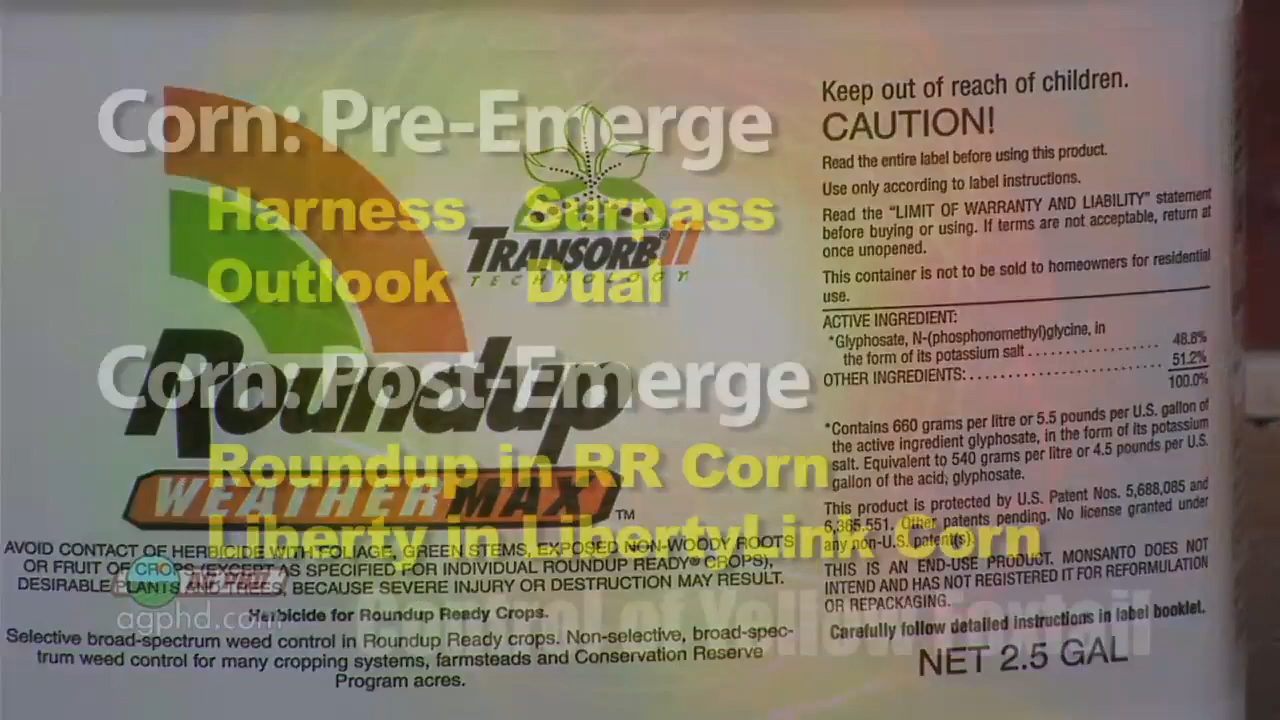 Corn: Pre-Emerge
Harness Surpass
Outlook Dual
Corn: Post-Emerge
Roundup in RR Corn
Liberty in LibertyLink Corn
Control of Yellow Foxtail
agphd.com
TRANSORB® II
TECHNOLOGY
Roundup
WEATHERMAX™
AVOID CONTACT OF HERBICIDE WITH FOLIAGE, GREEN STEMS, EXPOSED NON-WOODY ROOTS
OR FRUIT OF CROPS (EXCEPT AS SPECIFIED FOR INDIVIDUAL ROUNDUP READY® CROPS),
DESIRABLE PLANTS AND TREES, BECAUSE SEVERE INJURY OR DESTRUCTION MAY RESULT.
Herbicide for Roundup Ready Crops.
Selective broad-spectrum weed control in Roundup Ready crops. Non-selective, broad-spec-
trum weed control for many cropping systems, farmsteads and Conservation Reserve
Program acres.
Keep out of reach of children.
CAUTION!
Read the entire label before using this product.
Use only according to label instructions.
Read the “LIMIT OF WARRANTY AND LIABILITY” statement
before buying or using. If terms are not acceptable, return at
once unopened.
This container is not to be sold to homeowners for residential
use.
ACTIVE INGREDIENT:
*Glyphosate, N-(phosphonomethyl)glycine, in
the form of its potassium salt . . . . . . . . . . . . . . . . . . . . 48.8%
OTHER INGREDIENTS: . . . . . . . . . . . . . . . . . . . . . . . . . 51.2%
100.0%
*Contains 660 grams per litre or 5.5 pounds per U.S. gallon of
the active ingredient glyphosate, in the form of its potassium
salt. Equivalent to 540 grams per litre or 4.5 pounds per U.S.
gallon of the acid, glyphosate.
This product is protected by U.S. Patent Nos. 5,688,085 and
6,365,551. Other patents pending. No license granted under
any non-U.S. patent(s).
THIS IS AN END-USE PRODUCT. MONSANTO DOES NOT
INTEND AND HAS NOT REGISTERED IT FOR REFORMULATION
OR REPACKAGING.
Carefully follow detailed instructions in label booklet.
NET 2.5 GAL